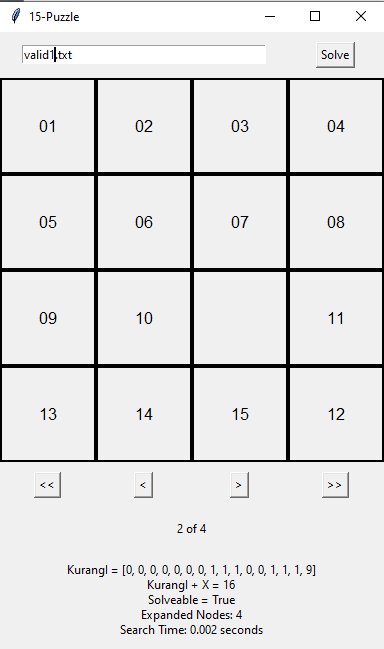 15-Puzzle
valid1.txt Solve
01 02 03 04
05 06 07 08
09 10 11
13 14 15 12
<< < > >>
2 of 4
Kurangl = [0, 0, 0, 0, 0, 0, 0, 1, 1, 1, 0, 0, 1, 1, 1, 9]
Kurangl + X = 16
Solveable = True
Expanded Nodes: 4
Search Time: 0.002 seconds